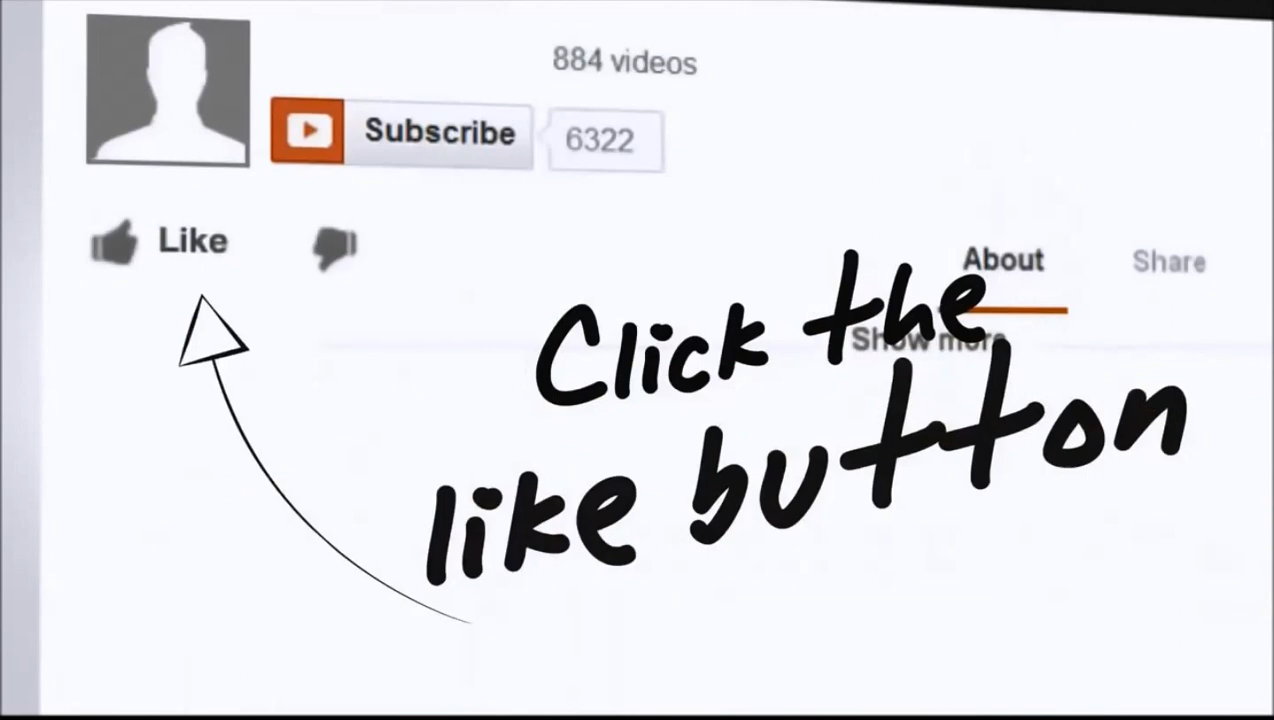 884 videos
Subscribe 6322
Like
About Share
Show more
Click the
like button